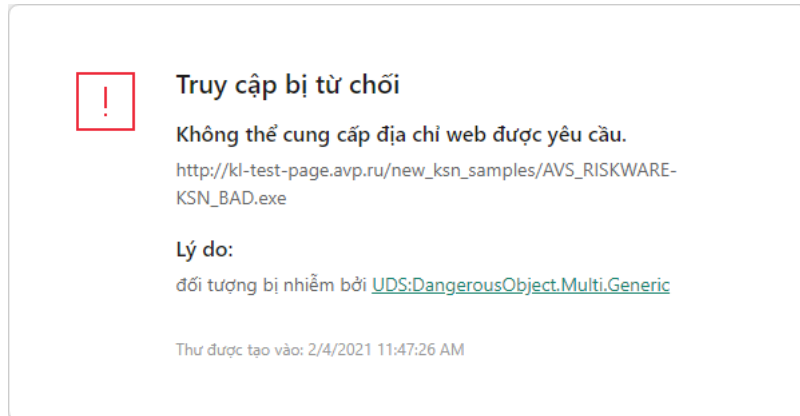 !
Truy cập bị từ chối
Không thể cung cấp địa chỉ web được yêu cầu.
http://kl-test-page.avp.ru/new_ksn_samples/AVS_RISKWARE-
KSN_BAD.exe
Lý do:
đối tượng bị nhiễm bởi UDS:DangerousObject.Multi.Generic
Thư được tạo vào: 2/4/2021 11:47:26 AM